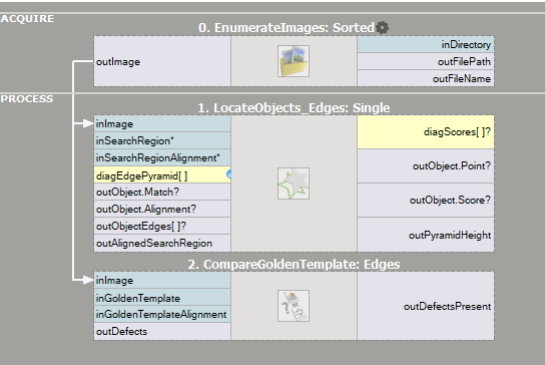 ACQUIRE
0. EnumerateImages: Sorted
outImage
inDirectory
outFilePath
outFileName
PROCESS
1. LocateObjects_Edges: Single
inImage
inSearchRegion*
inSearchRegionAlignment*
diagEdgePyramid[ ]
outObject.Match?
outObject.Alignment?
outObjectEdges[ ]?
outAlignedSearchRegion
diagScores[ ]?
outObject.Point?
outObject.Score?
outPyramidHeight
2. CompareGoldenTemplate: Edges
inImage
inGoldenTemplate
inGoldenTemplateAlignment
outDefects
outDefectsPresent